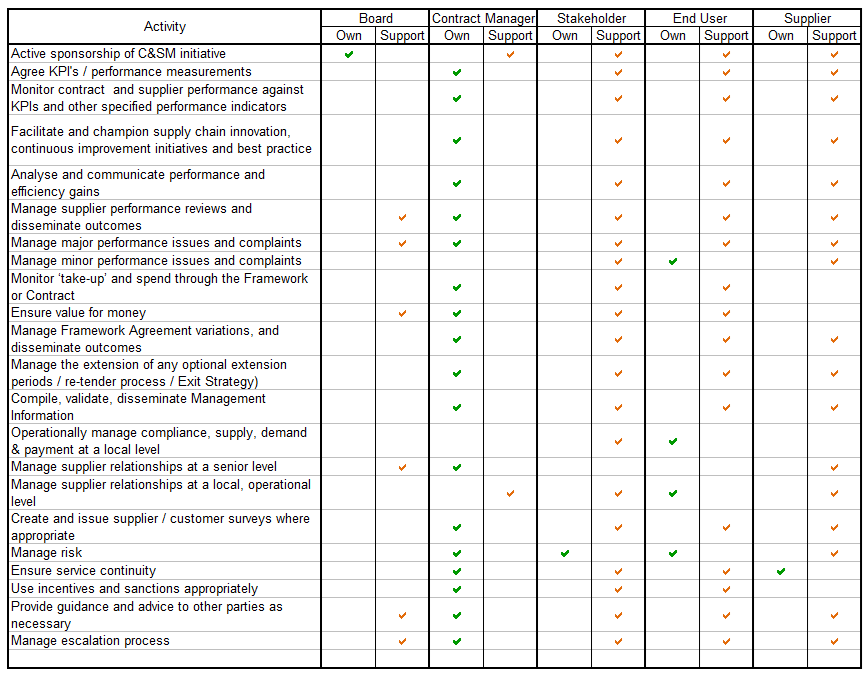 Activity
Board Contract Manager Stakeholder End User Supplier
Own Support Own Support Own Support Own Support Own Support
Active sponsorship of C&SM initiative
Agree KPI's / performance measurements
Monitor contract and supplier performance against
KPIs and other specified performance indicators
Facilitate and champion supply chain innovation,
continuous improvement initiatives and best practice
Analyse and communicate performance and
efficiency gains
Manage supplier performance reviews and
disseminate outcomes
Manage major performance issues and complaints
Manage minor performance issues and complaints
Monitor ‘take-up’ and spend through the Framework
or Contract
Ensure value for money
Manage Framework Agreement variations, and
disseminate outcomes
Manage the extension of any optional extension
periods / re-tender process / Exit Strategy)
Compile, validate, disseminate Management
Information
Operationally manage compliance, supply, demand
& payment at a local level
Manage supplier relationships at a senior level
Manage supplier relationships at a local, operational
level
Create and issue supplier / customer surveys where
appropriate
Manage risk
Ensure service continuity
Use incentives and sanctions appropriately
Provide guidance and advice to other parties as
necessary
Manage escalation process